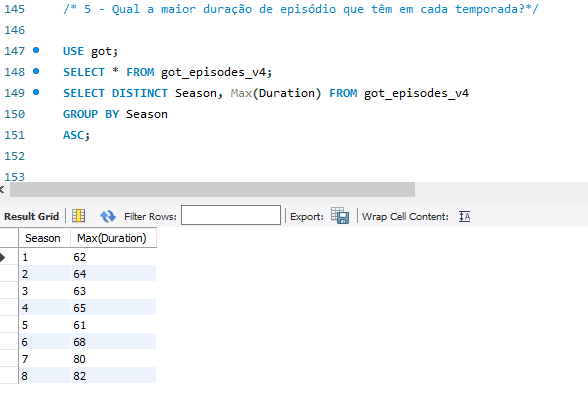 145 /* 5 - Qual a maior duração de episódio que têm em cada temporada?*/
146
147 USE got;
148 SELECT * FROM got_episodes_v4;
149 SELECT DISTINCT Season, Max(Duration) FROM got_episodes_v4
150 GROUP BY Season
151 ASC;
152
153
Result Grid Filter Rows: Export: Wrap Cell Content: IA
Season Max(Duration)
1 62
2 64
3 63
4 65
5 61
6 68
7 80
8 82